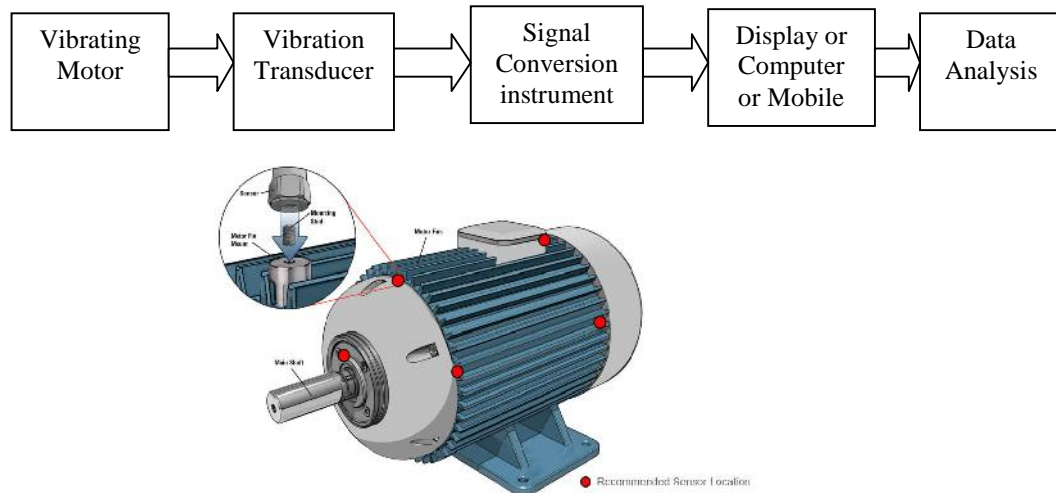 Vibrating
Motor
Vibration
Transducer
Signal
Conversion
instrument
Display or
Computer
or Mobile
Data
Analysis
Sensor
Mounting
Stud
Motor Fin
Mount
Motor Fins
Main Shaft
Recommended Sensor Location